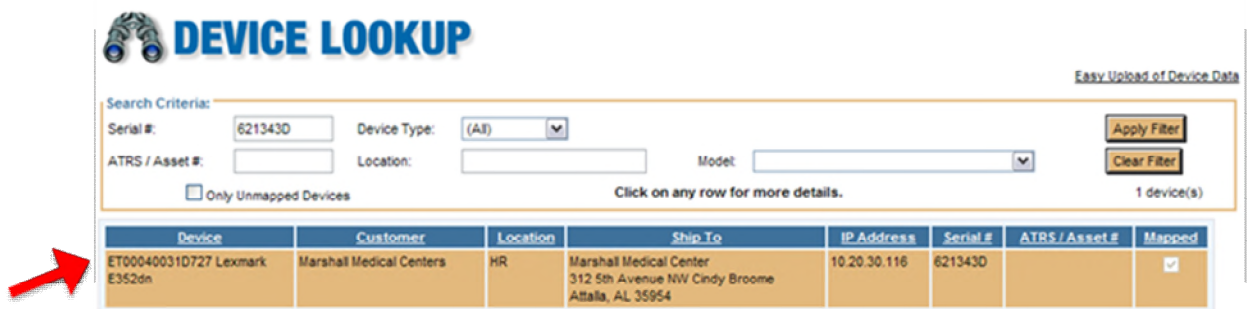 DEVICE LOOKUP
Easy Upload of Device Data
Search Criteria:
Serial #: 621343D Device Type: (All) Apply Filter
ATRS / Asset #: Location: Model: Clear Filter
Only Unmapped Devices Click on any row for more details. 1 device(s)
Device Customer Location Ship To IP Address Serial # ATRS / Asset # Mapped
ET00040031D727 Lexmark Marshall Medical Centers HR Marshall Medical Center 10.20.30.116 621343D
E352dn 312 5th Avenue NW Cindy Broome
Attalla, AL 35954